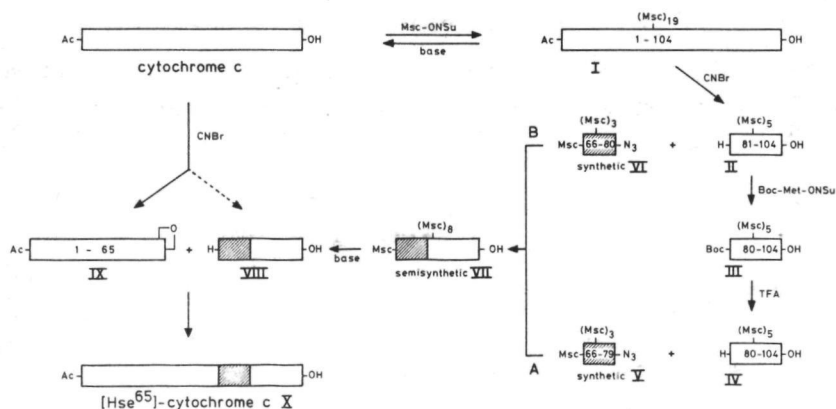 Ac- -OH
cytochrome c
Msc-ONSu
base
(Msc)19
Ac- 1 - 104 -OH
I
CNBr
CNBr
B
(Msc)3
Msc- 66-80 -N3
synthetic VI
+
(Msc)5
H- 81-104 -OH
II
Boc-Met-ONSu
Ac- 1 - 65 O
IX
+
H- -OH
VIII
base
(Msc)8
Msc- -OH
semisynthetic VII
(Msc)5
Boc- 80-104 -OH
III
TFA
A
(Msc)3
Msc- 66-79 -N3
synthetic V
+
(Msc)5
H- 80-104 -OH
IV
Ac- -OH
[Hse65]-cytochrome c X